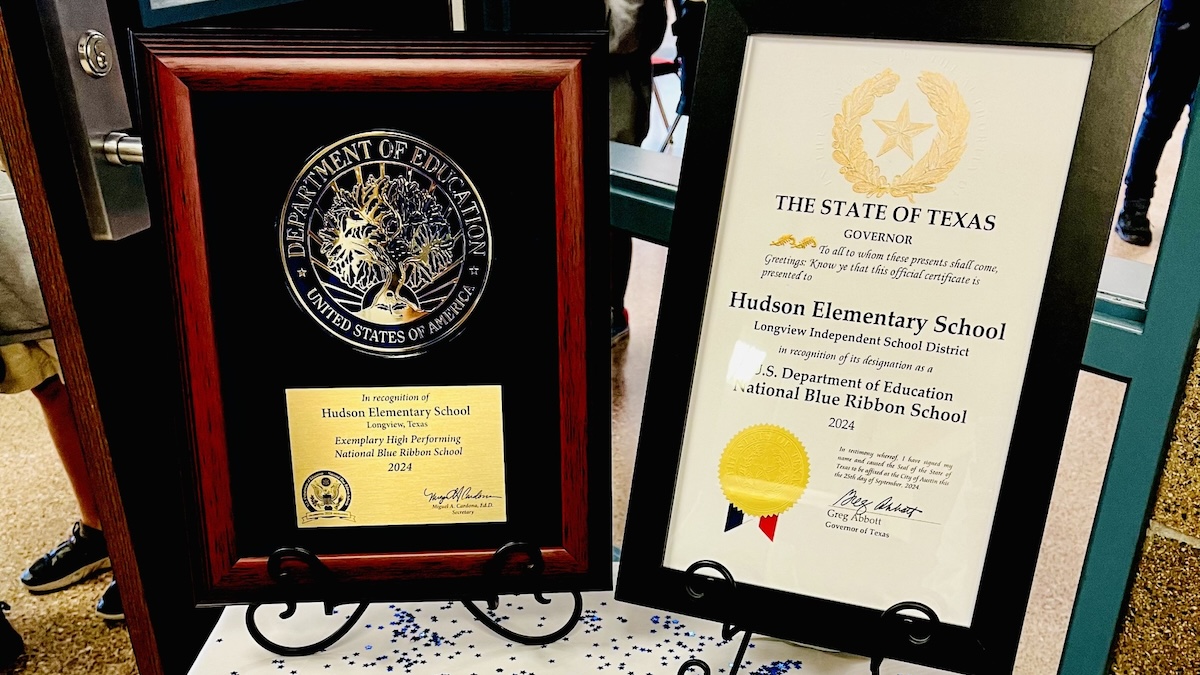 DEPARTMENT OF EDUCATION
UNITED STATES OF AMERICA
In recognition of
Hudson Elementary School
Longview, Texas
Exemplary High Performing
National Blue Ribbon School
2024
Miguel A. Cardona, Ed.D.
Secretary
THE STATE OF TEXAS
GOVERNOR
To all to whom these presents shall come,
Greetings: Know ye that this official certificate is
presented to
Hudson Elementary School
Longview Independent School District
in recognition of its designation as a
U.S. Department of Education
National Blue Ribbon School
2024
In testimony whereof, I have signed my
name and caused the Seal of the State of
Texas to be affixed at the City of Austin this
the 25th day of September, 2024.
Greg Abbott
Greg Abbott
Governor of Texas